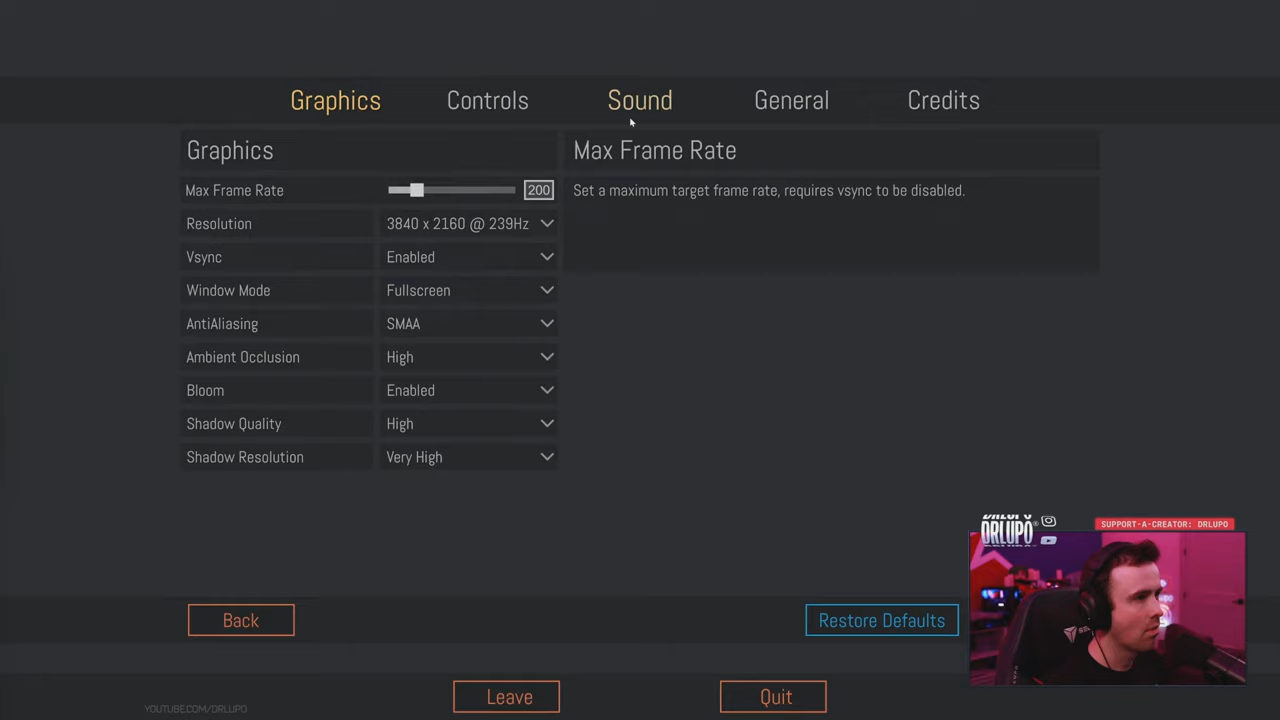 Graphics Controls Sound General Credits
Graphics
Max Frame Rate 200
Resolution 3840 x 2160 @ 239Hz
Vsync Enabled
Window Mode Fullscreen
AntiAliasing SMAA
Ambient Occlusion High
Bloom Enabled
Shadow Quality High
Shadow Resolution Very High
Max Frame Rate
Set a maximum target frame rate, requires vsync to be disabled.
DRLUPO
SUPPORT-A-CREATOR: DRLUPO
Back
Restore Defaults
Leave
Quit
YOUTUBE.COM/DRLUPO